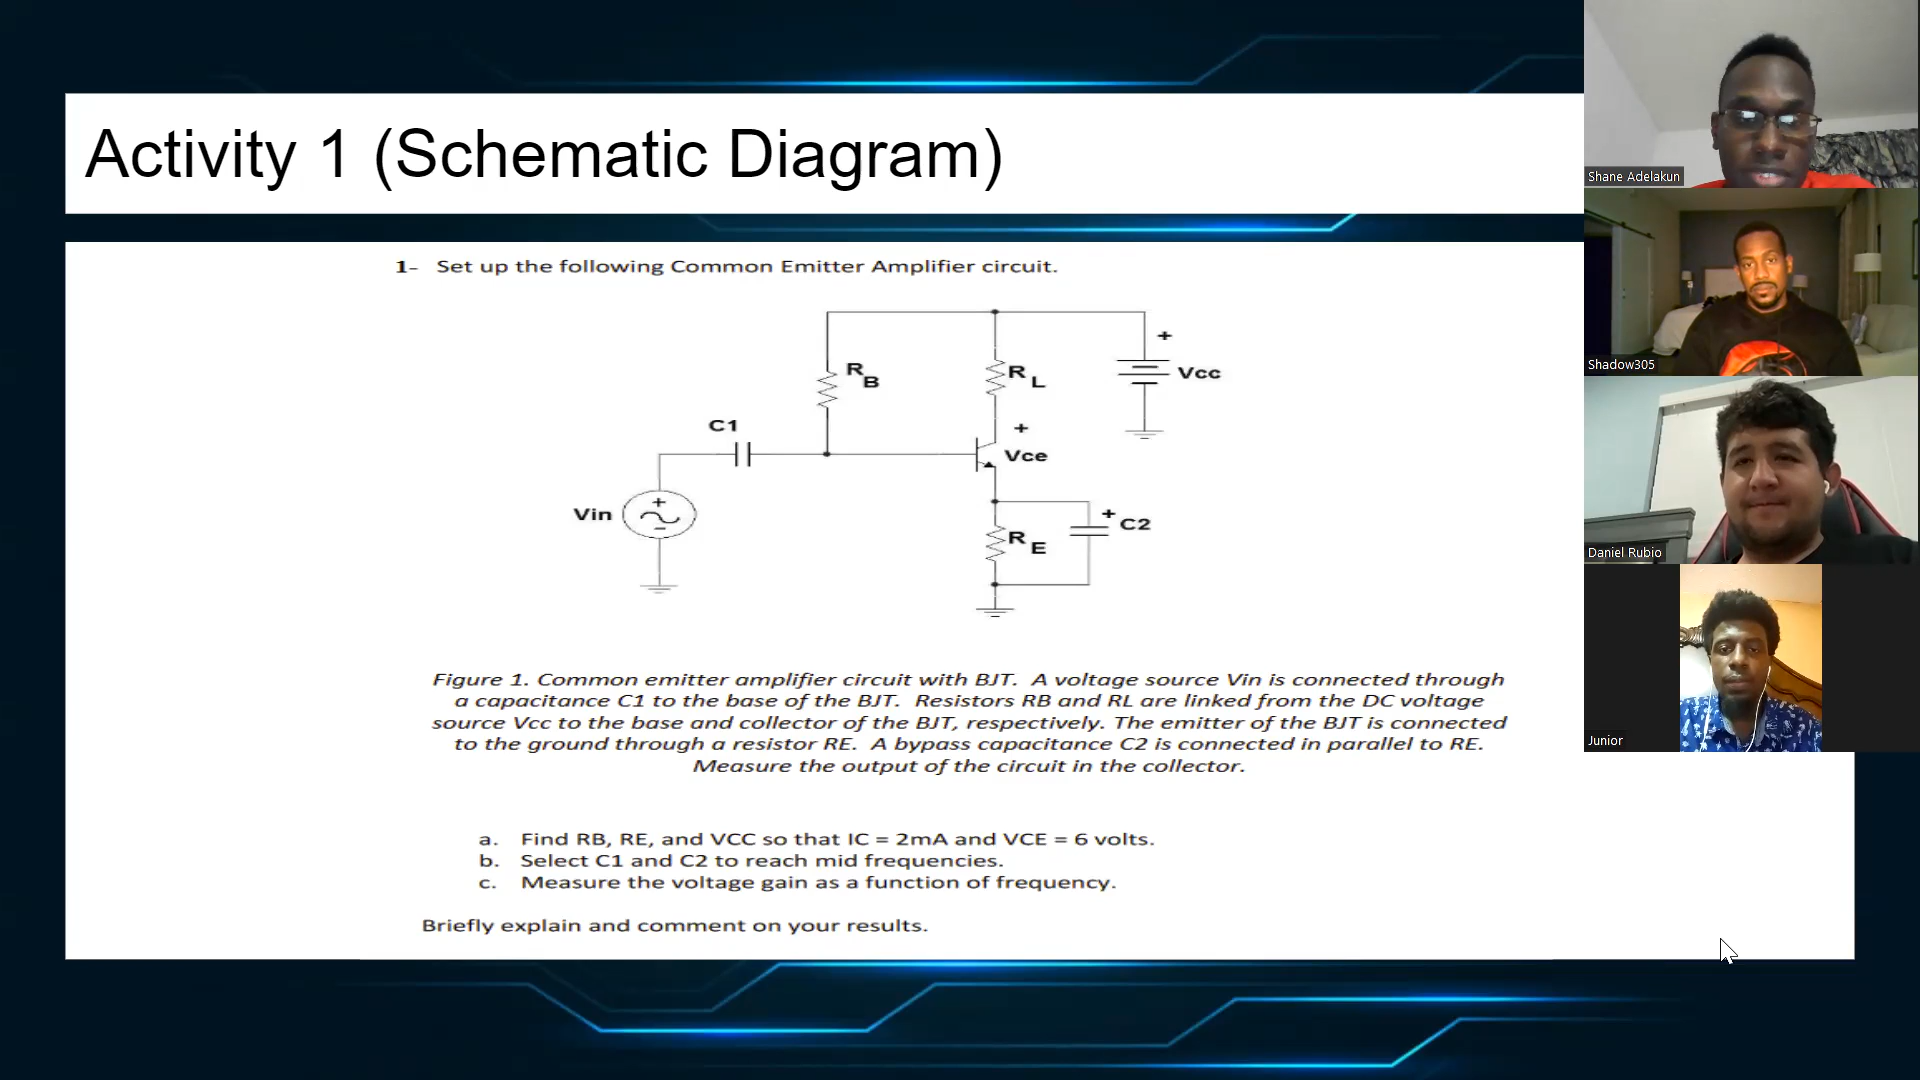 Activity 1 (Schematic Diagram)
1- Set up the following Common Emitter Amplifier circuit.
+
R B
R L
Vcc
C1
+
Vce
Vin
+
-
+
C2
R E
Figure 1. Common emitter amplifier circuit with BJT. A voltage source Vin is connected through
a capacitance C1 to the base of the BJT. Resistors RB and RL are linked from the DC voltage
source Vcc to the base and collector of the BJT, respectively. The emitter of the BJT is connected
to the ground through a resistor RE. A bypass capacitance C2 is connected in parallel to RE.
Measure the output of the circuit in the collector.
a. Find RB, RE, and VCC so that IC = 2mA and VCE = 6 volts.
b. Select C1 and C2 to reach mid frequencies.
c. Measure the voltage gain as a function of frequency.
Briefly explain and comment on your results.
Shane Adelakun
Shadow305
Daniel Rubio
Junior